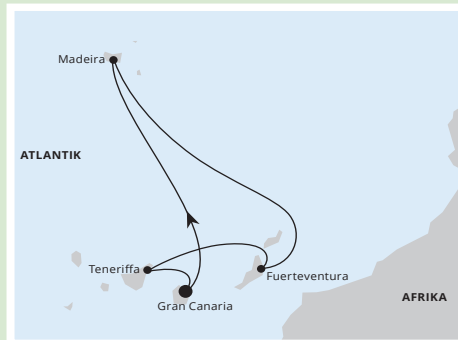 Madeira
ATLANTIK
Teneriffa
Fuerteventura
Gran Canaria
AFRIKA